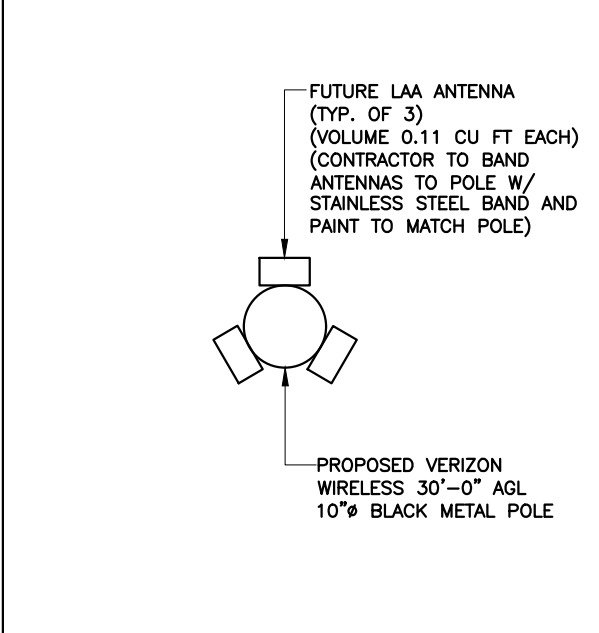 FUTURE LAA ANTENNA
(TYP. OF 3)
(VOLUME 0.11 CU FT EACH)
(CONTRACTOR TO BAND
ANTENNAS TO POLE W/
STAINLESS STEEL BAND AND
PAINT TO MATCH POLE)
PROPOSED VERIZON
WIRELESS 30'-0" AGL
10"ø BLACK METAL POLE